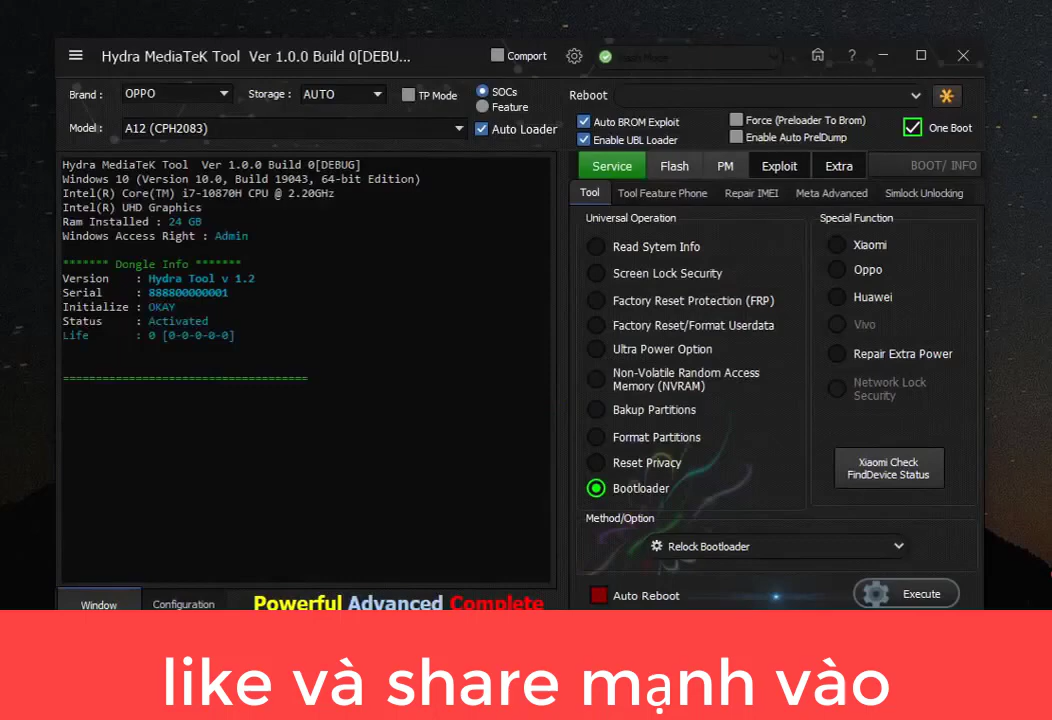 Hydra MediaTeK Tool Ver 1.0.0 Build 0[DEBU...
Comport
?
Brand :
OPPO
Storage :
AUTO
TP Mode
SOCs
Feature
Reboot
Model :
A12 (CPH2083)
Auto Loader
Auto BROM Exploit
Force (Preloader To Brom)
Enable UBL Loader
Enable Auto PrelDump
One Boot
Service
Flash
PM
Exploit
Extra
BOOT/ INFO
Tool
Tool Feature Phone
Repair IMEI
Meta Advanced
Simlock Unlocking
Hydra MediaTeK Tool Ver 1.0.0 Build 0[DEBUG]
Windows 10 (Version 10.0, Build 19043, 64-bit Edition)
Intel(R) Core(TM) i7-10870H CPU @ 2.20GHz
Intel(R) UHD Graphics
Ram Installed : 24 GB
Windows Access Right : Admin
******* Dongle Info *******
Version : Hydra Tool v 1.2
Serial : 888800000001
Initialize : OKAY
Status : Activated
Life : 0 [0-0-0-0-0]
=====================================
Universal Operation
Read Sytem Info
Screen Lock Security
Factory Reset Protection (FRP)
Factory Reset/Format Userdata
Ultra Power Option
Non-Volatile Random Access
Memory (NVRAM)
Bakup Partitions
Format Partitions
Reset Privacy
Bootloader
Special Function
Xiaomi
Oppo
Huawei
Vivo
Repair Extra Power
Network Lock
Security
Xiaomi Check
FindDevice Status
Method/Option
Relock Bootloader
Auto Reboot
Execute
Window
Configuration
Powerful Advanced Complete
like và share mạnh vào